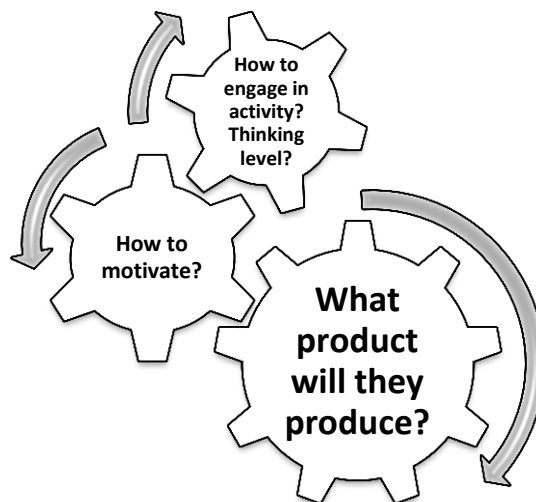 How to
engage in
activity?
Thinking
level?
How to
motivate?
What
product
will they
produce?